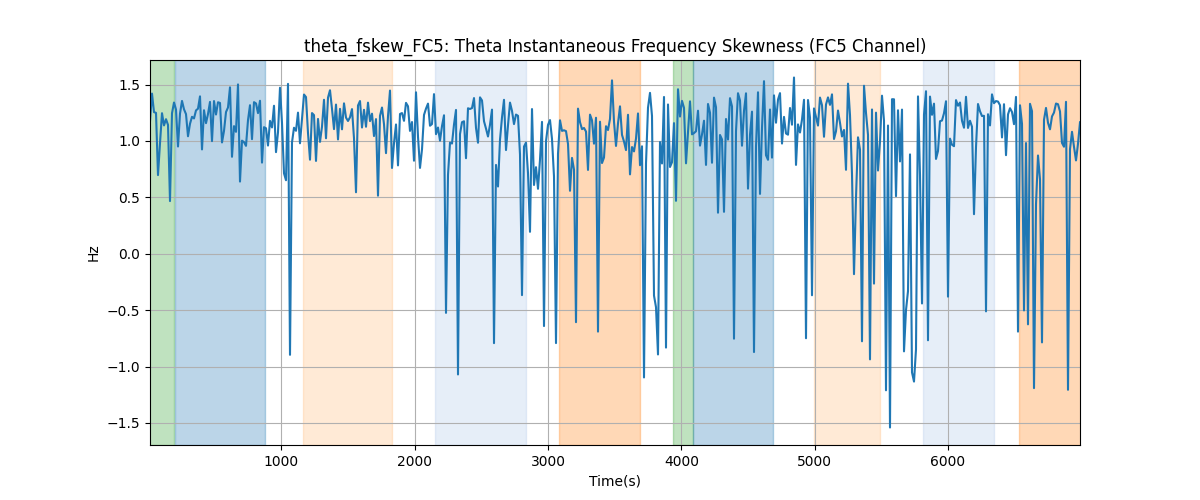 theta_fskew_FC5: Theta Instantaneous Frequency Skewness (FC5 Channel)
1.5
1.0
0.5
0.0
−0.5
−1.0
−1.5
Hz
1000 2000 3000 4000 5000 6000
Time(s)